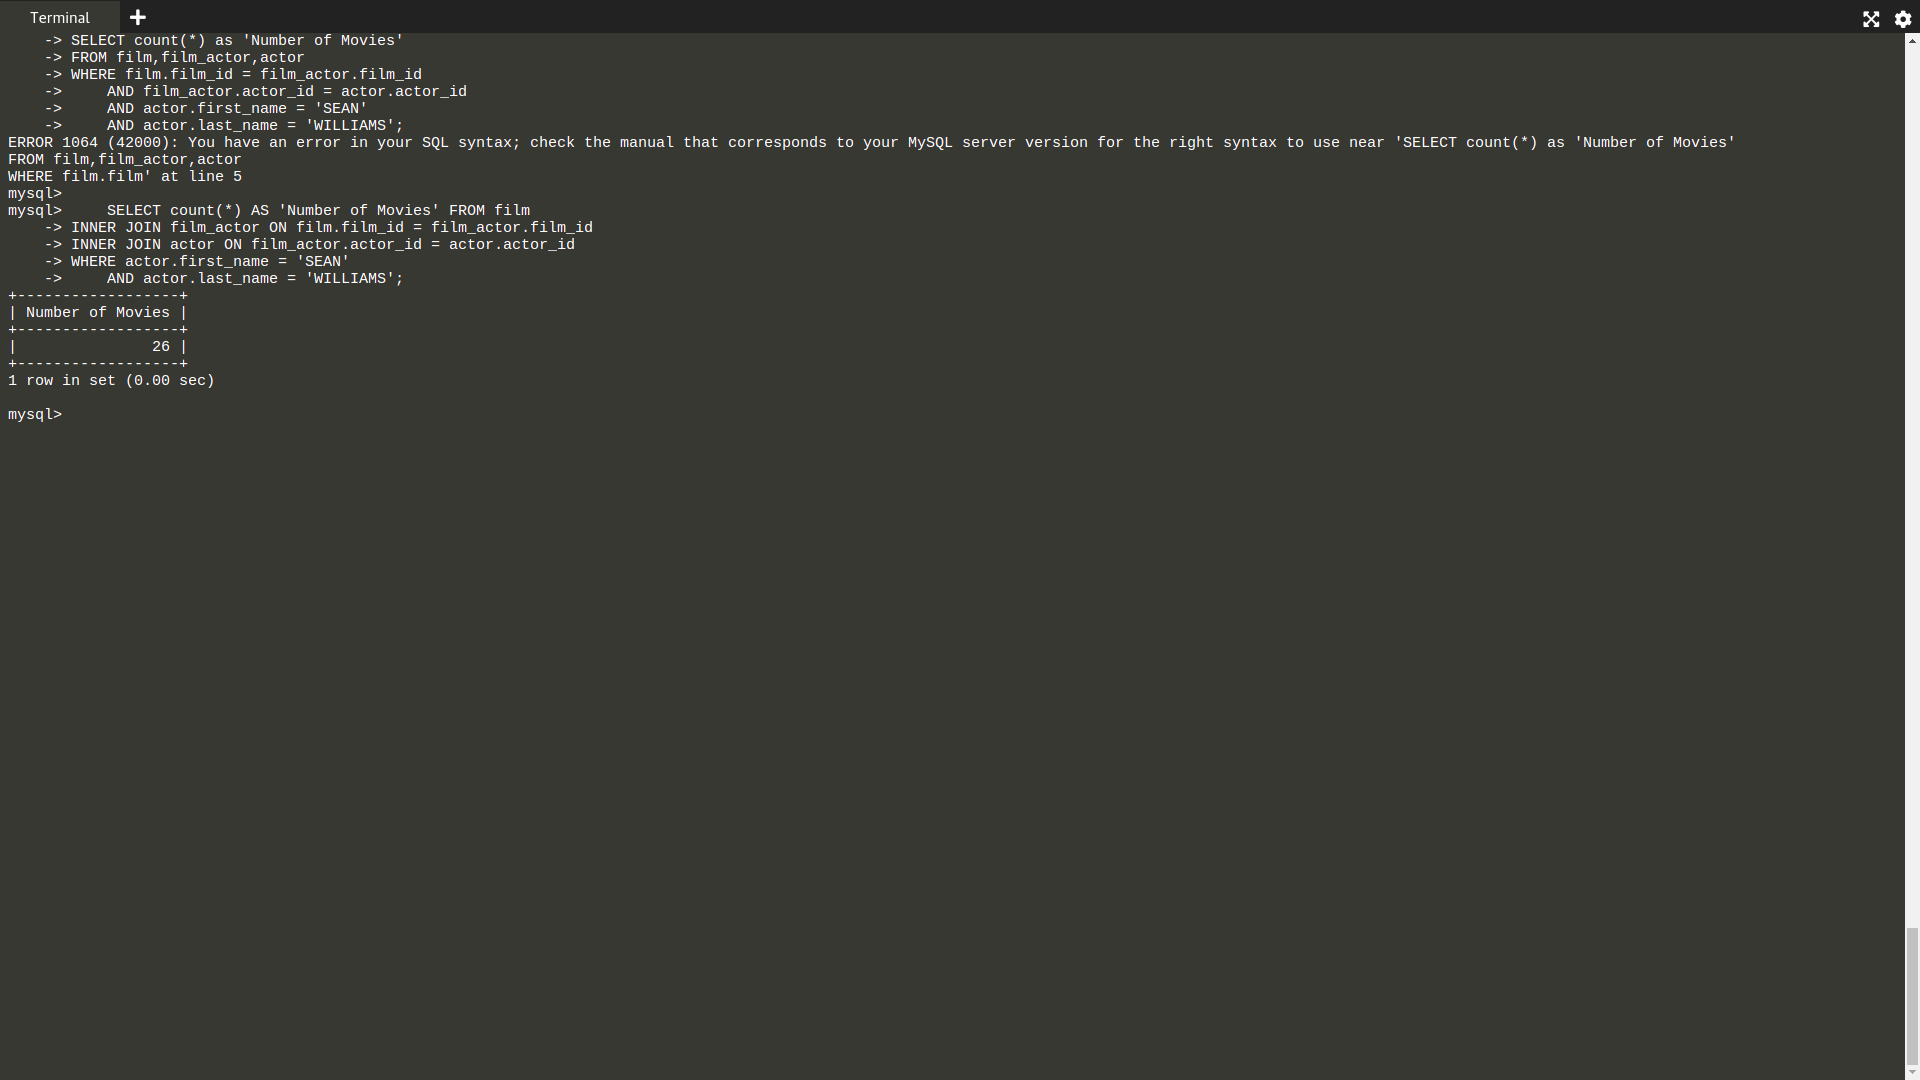 Terminal
    -> SELECT count(*) as 'Number of Movies'
    -> FROM film,film_actor,actor
    -> WHERE film.film_id = film_actor.film_id
    ->     AND film_actor.actor_id = actor.actor_id
    ->     AND actor.first_name = 'SEAN'
    ->     AND actor.last_name = 'WILLIAMS';
ERROR 1064 (42000): You have an error in your SQL syntax; check the manual that corresponds to your MySQL server version for the right syntax to use near 'SELECT count(*) as 'Number of Movies'
FROM film,film_actor,actor
WHERE film.film' at line 5
mysql>
mysql>     SELECT count(*) AS 'Number of Movies' FROM film
    -> INNER JOIN film_actor ON film.film_id = film_actor.film_id
    -> INNER JOIN actor ON film_actor.actor_id = actor.actor_id
    -> WHERE actor.first_name = 'SEAN'
    ->     AND actor.last_name = 'WILLIAMS';
+------------------+
| Number of Movies |
+------------------+
|               26 |
+------------------+
1 row in set (0.00 sec)
mysql>